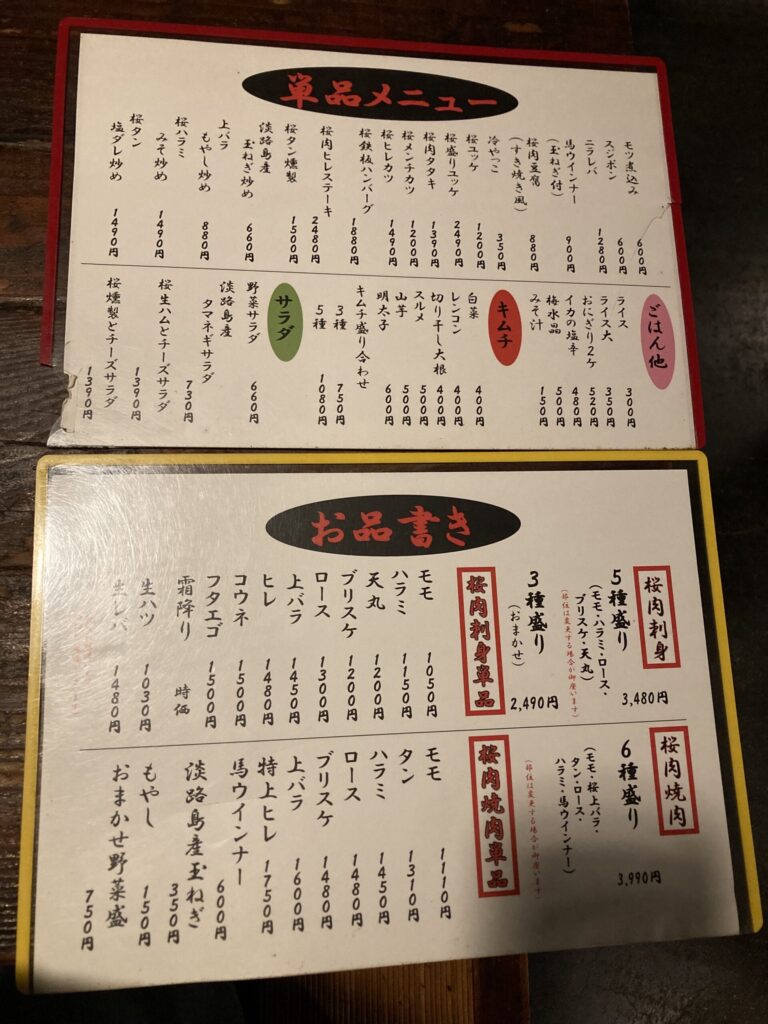 単品メニュー
モツ煮込み 600円
スジポン 600円
ニラレバ 1280円
馬ウインナー
(玉ねぎ付) 900円
桜肉豆腐
(すき焼き風) 880円
冷やっこ 350円
桜ユッケ 1200円
桜盛りユッケ 2490円
桜肉タタキ 1390円
桜メンチカツ 1200円
桜ヒレカツ 1490円
桜鉄板ハンバーグ 1880円
桜肉ヒレステーキ 2480円
桜タン燻製 1500円
淡路島産
玉ねぎ炒め 660円
上バラ
もやし炒め 880円
桜ハラミ
みそ炒め 1490円
桜タン
塩ダレ炒め 1490円
ごはん他
ライス 300円
ライス大 350円
おにぎり2ケ 520円
イカの塩辛 480円
梅水晶 500円
みそ汁 150円
キムチ
白菜 400円
レンコン 400円
切り干し大根 400円
スルメ 500円
山芋 500円
明太子 600円
キムチ盛り合わせ
3種 750円
5種 1080円
サラダ
野菜サラダ 660円
淡路島産
タマネギサラダ 730円
桜生ハムとチーズサラダ 1390円
桜燻製とチーズサラダ 1390円
お品書き
桜肉刺身
5種盛り
(モモ・ハラミ・ロース・
ブリスケ・天丸)
3,480円
(部位は変更する場合が御座います)
3種盛り
(おまかせ)
2,490円
桜肉刺身単品
モモ 1050円
ハラミ 1150円
天丸 1200円
ブリスケ 1200円
ロース 1300円
上バラ 1450円
ヒレ 1480円
コウネ 1500円
フタエゴ 1500円
霜降り 時価
生ハツ 1030円
生レバ 1480円
桜肉焼肉
6種盛り
(モモ・桜上バラ・
タン・ロース・
ハラミ・馬ウインナー)
3,990円
(部位は変更する場合が御座います)
桜肉焼肉単品
モモ 1110円
タン 1310円
ハラミ 1450円
ロース 1480円
ブリスケ 1480円
上バラ 1600円
特上ヒレ 1750円
馬ウインナー 600円
淡路島産玉ねぎ 350円
もやし 150円
おまかせ野菜盛 750円